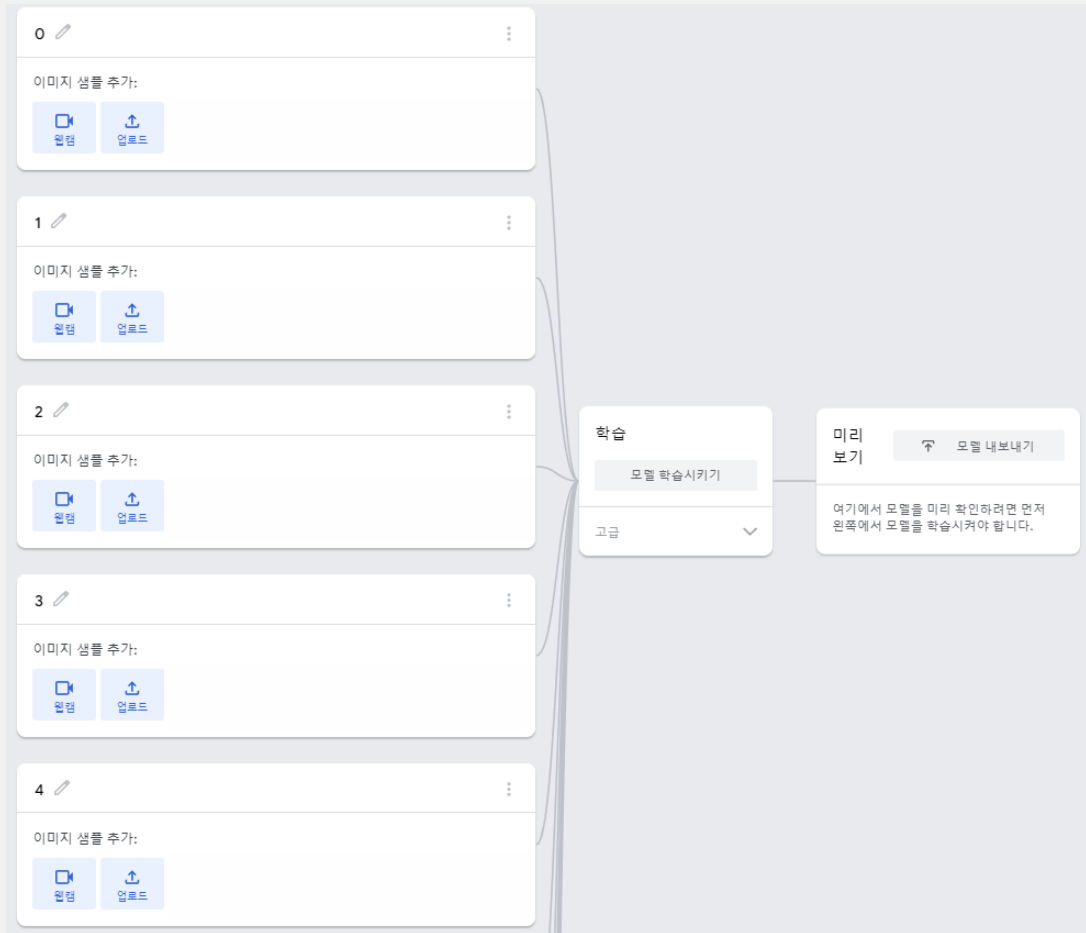 0
이미지 샘플 추가:
웹캠 업로드
1
이미지 샘플 추가:
웹캠 업로드
2
이미지 샘플 추가:
웹캠 업로드
3
이미지 샘플 추가:
웹캠 업로드
4
이미지 샘플 추가:
웹캠 업로드
학습
모델 학습시키기
고급
미리
보기
모델 내보내기
여기에서 모델을 미리 확인하려면 먼저
왼쪽에서 모델을 학습시켜야 합니다.